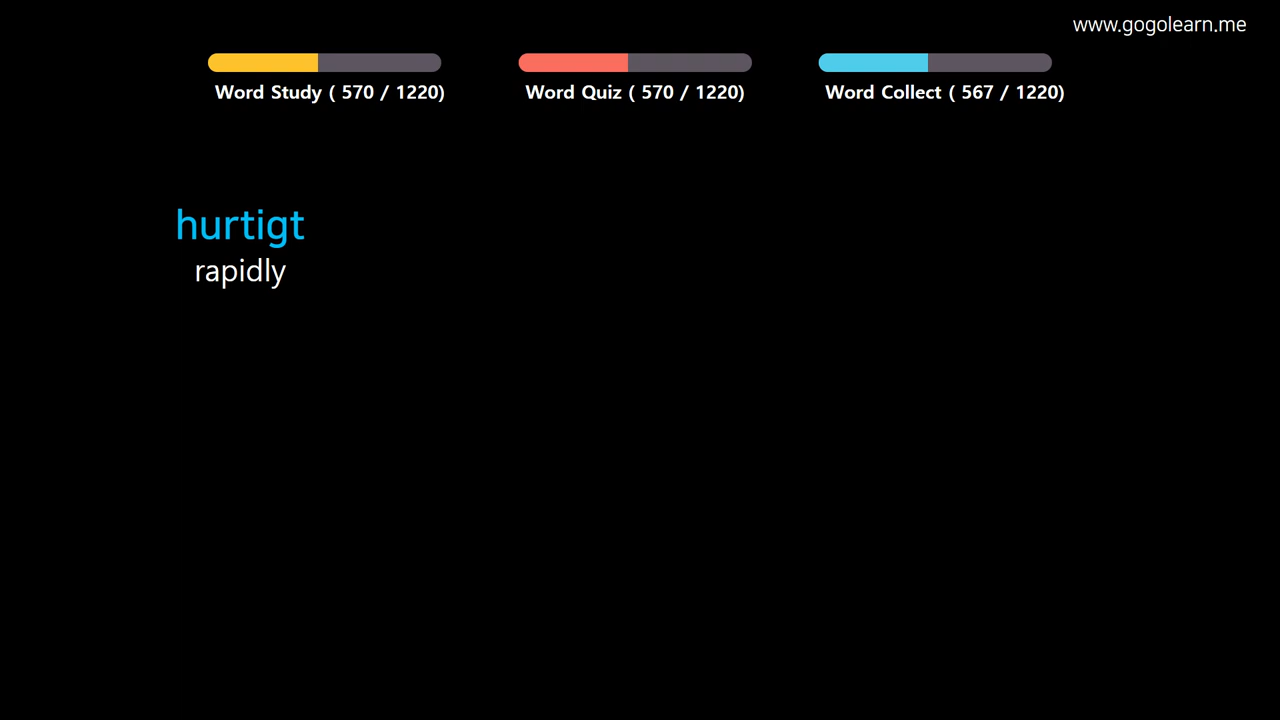 www.gogolearn.me
Word Study ( 570 / 1220)
Word Quiz ( 570 / 1220)
Word Collect ( 567 / 1220)
hurtigt
rapidly